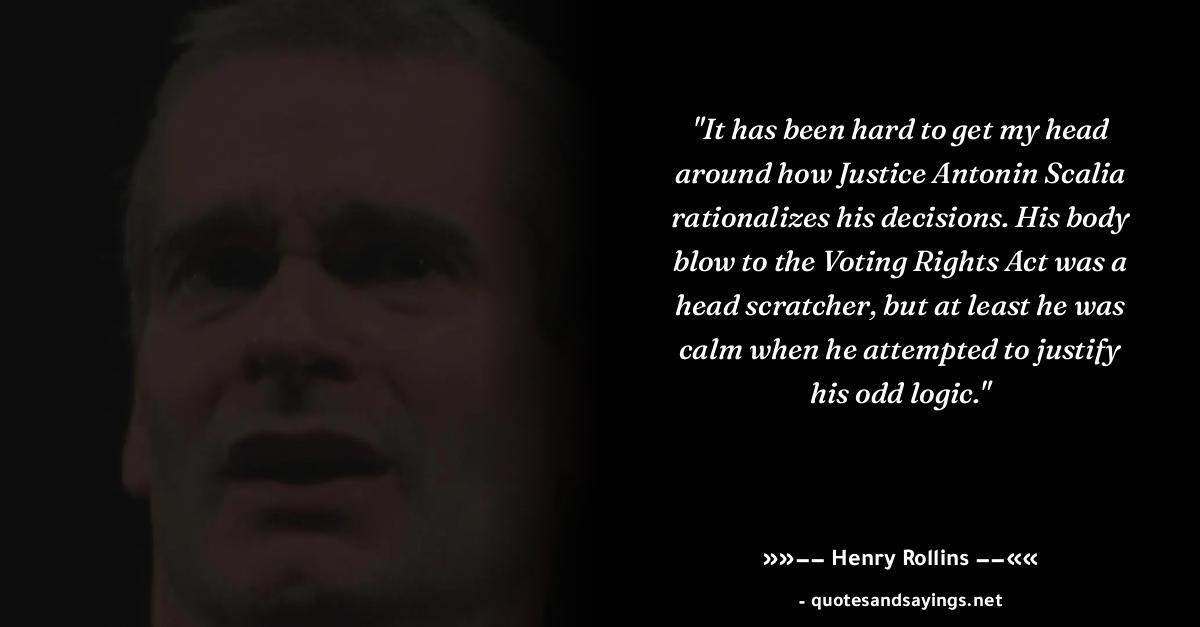 "It has been hard to get my head
around how Justice Antonin Scalia
rationalizes his decisions. His body
blow to the Voting Rights Act was a
head scratcher, but at least he was
calm when he attempted to justify
his odd logic."
»»–– Henry Rollins ––««
- quotesandsayings.net